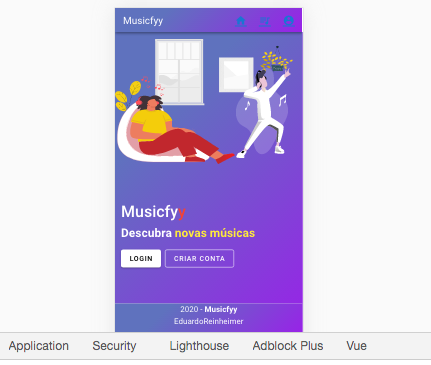 Musicfyy
Musicfyy
Descubra novas músicas
LOGIN
CRIAR CONTA
2020 - Musicfyy
EduardoReinheimer
Application Security Lighthouse Adblock Plus Vue